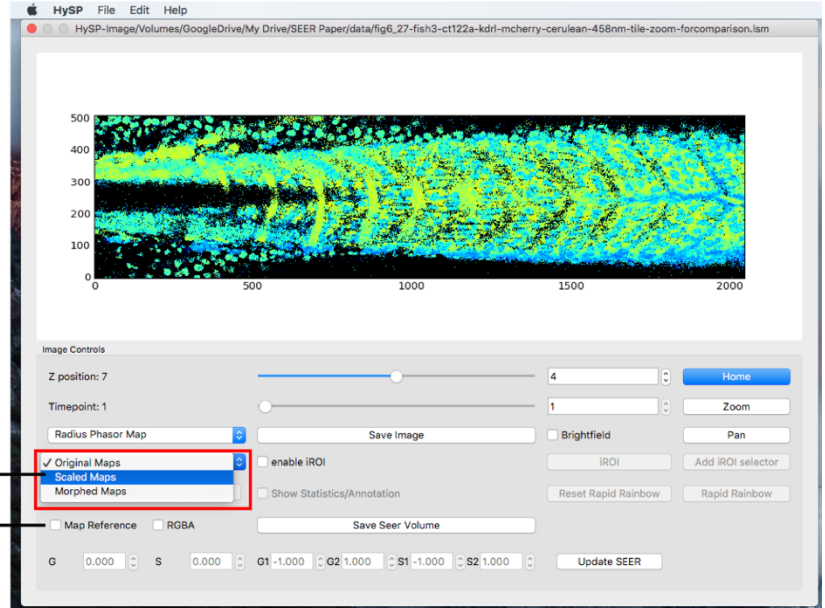 HySP File Edit Help
HySP-Image/Volumes/GoogleDrive/My Drive/SEER Paper/data/fig6_27-fish3-ct122a-kdrl-mcherry-cerulean-458nm-tile-zoom-forcomparison.ism
500
400
300
200
100
0
0 500 1000 1500 2000
Image Controls
Z position: 7 4 Home
Timepoint: 1 1 Zoom
Radius Phasor Map Save Image Brightfield Pan
✓ Original Maps enable iROI iROI Add iROI selector
Scaled Maps
Morphed Maps Show Statistics/Annotation Reset Rapid Rainbow Rapid Rainbow
Map Reference RGBA Save Seer Volume
G 0.000 S 0.000 G1 -1.000 G2 1.000 S1 -1.000 S2 1.000 Update SEER